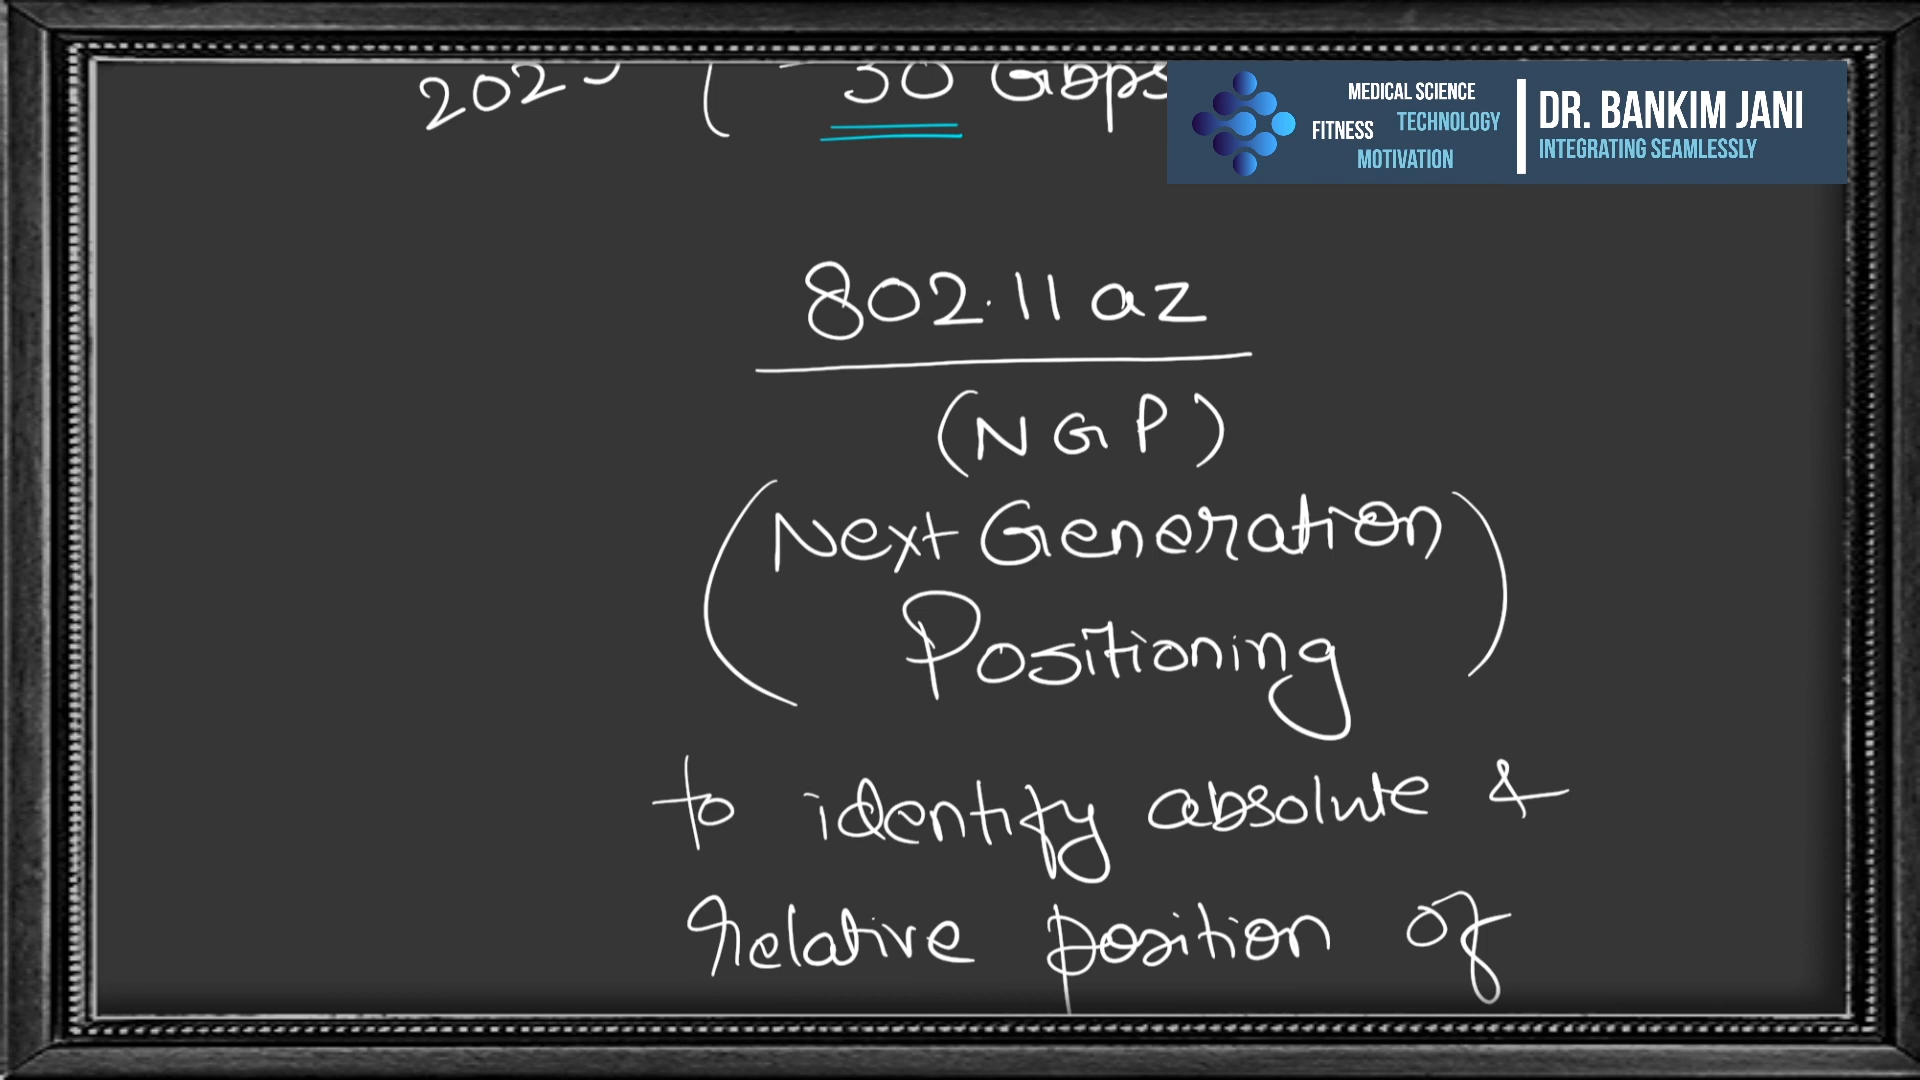 30 Gbps
MEDICAL SCIENCE
FITNESS TECHNOLOGY
MOTIVATION
DR. BANKIM JANI
INTEGRATING SEAMLESSLY
802.11az
(NGP)
(Next Generation
Positioning)
to identify absolute &
relative position of